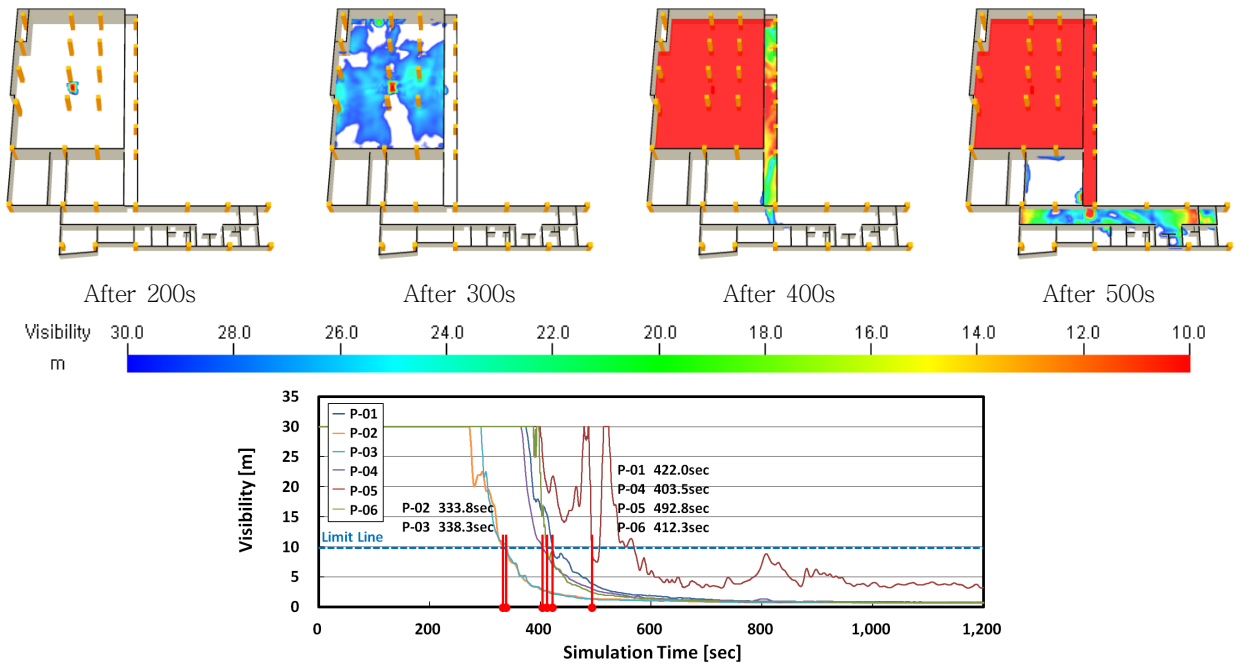 After 200s After 300s After 400s After 500s
Visibility 30.0 28.0 26.0 24.0 22.0 20.0 18.0 16.0 14.0 12.0 10.0
m
35
30
25
20
15
10
5
0
Visibility [m]
P-01
P-02
P-03
P-04
P-05
P-06
P-02 333.8sec
P-03 338.3sec
P-01 422.0sec
P-04 403.5sec
P-05 492.8sec
P-06 412.3sec
Limit Line
0 200 400 600 800 1,000 1,200
Simulation Time [sec]